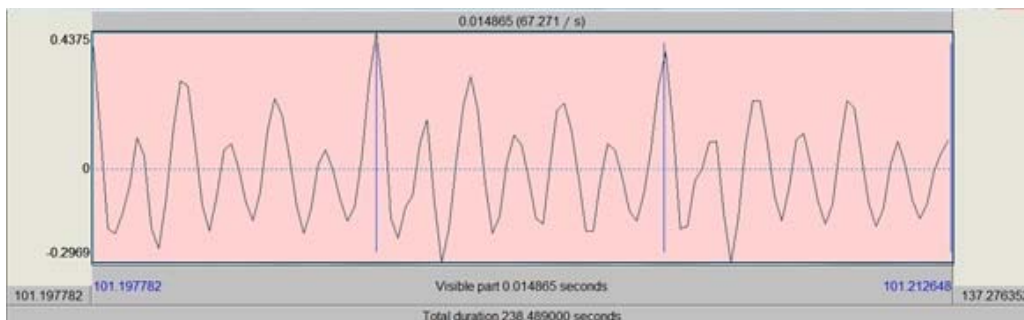 0.014865 (67.271 / s)
0.4375
0
-0.2969
101.197782 Visible part 0.014865 seconds 101.212648
101.197782 137.276352
Total duration 238.489000 seconds